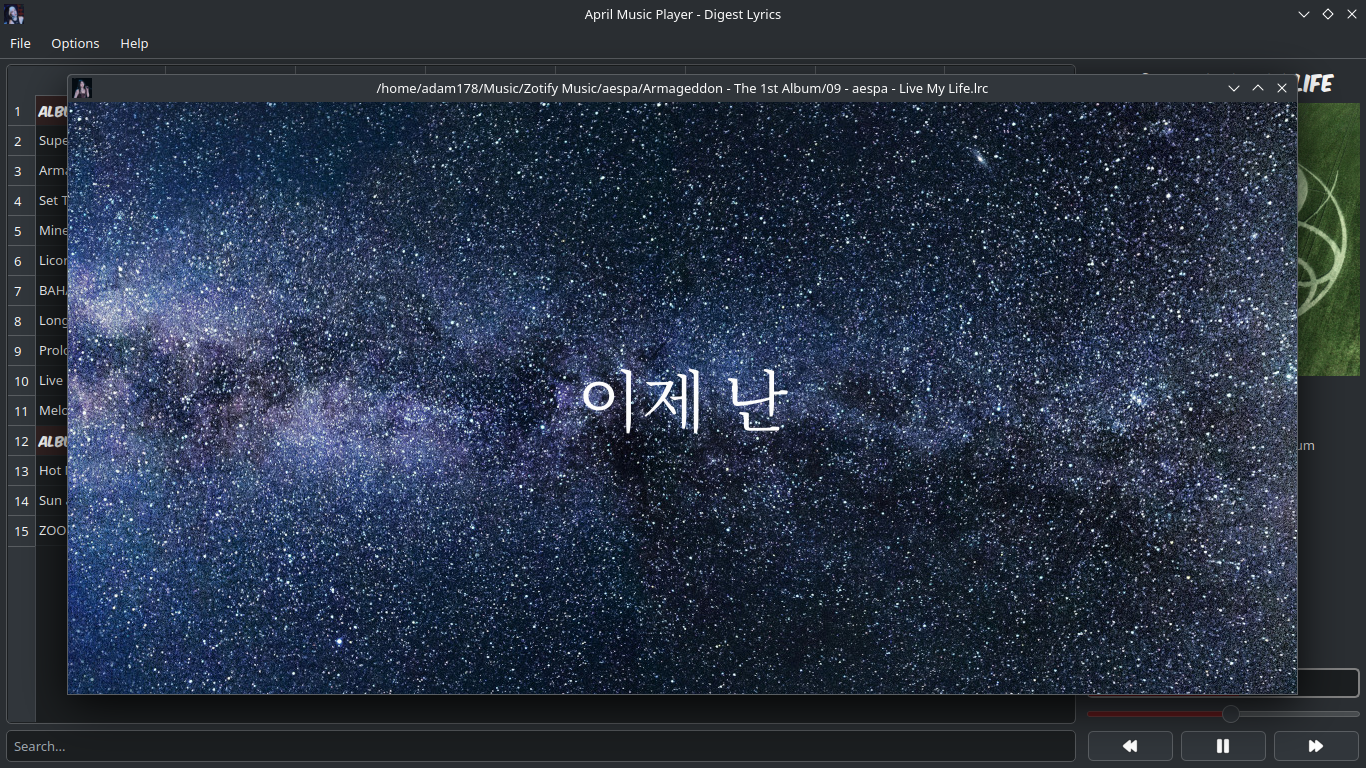 April Music Player - Digest Lyrics
File Options Help
/home/adam178/Music/Zotify Music/aespa/Armageddon - The 1st Album/09 - aespa - Live My Life.lrc
LIFE
1
2 Supe
3 Arma
4 Set T
5 Mine
6 Licor
7 BAHA
8 Long
9 Prolo
10 Live
11 Melo
12
13 Hot
14 Sun
15 ZOO
이제 난
um
Search...